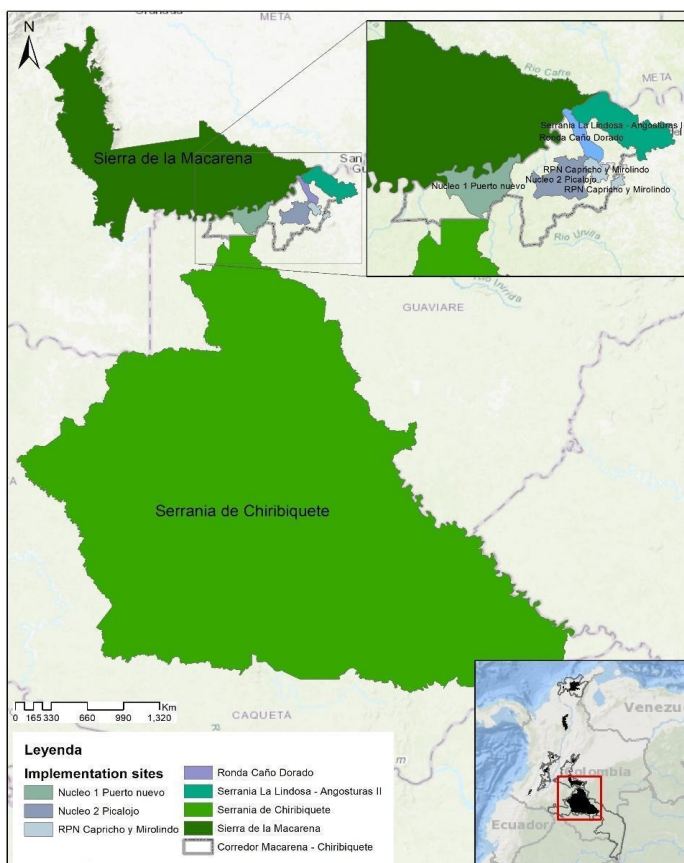 N
Granada
META
Rio Cafre
META
Serrania La Lindosa - Angosturas I
Ronda Caño Dorado
del
Sierra de la Macarena
San
RPN Capricho y Mirolindo
Nucleo 2 Picalojo
Nucleo 1 Puerto nuevo
RPN Capricho y Mirolindo
Rio Urvila
GUAVIARE
Serrania de Chiribiquete
Km
0 165 330 660 990 1,320
CAQUETÁ
Leyenda
Implementation sites
Nucleo 1 Puerto nuevo
Nucleo 2 Picalojo
RPN Capricho y Mirolindo
Ronda Caño Dorado
Serrania La Lindosa - Angosturas II
Serrania de Chiribiquete
Sierra de la Macarena
Corredor Macarena - Chiribiquete
Venezu
Colombia
Ecuador